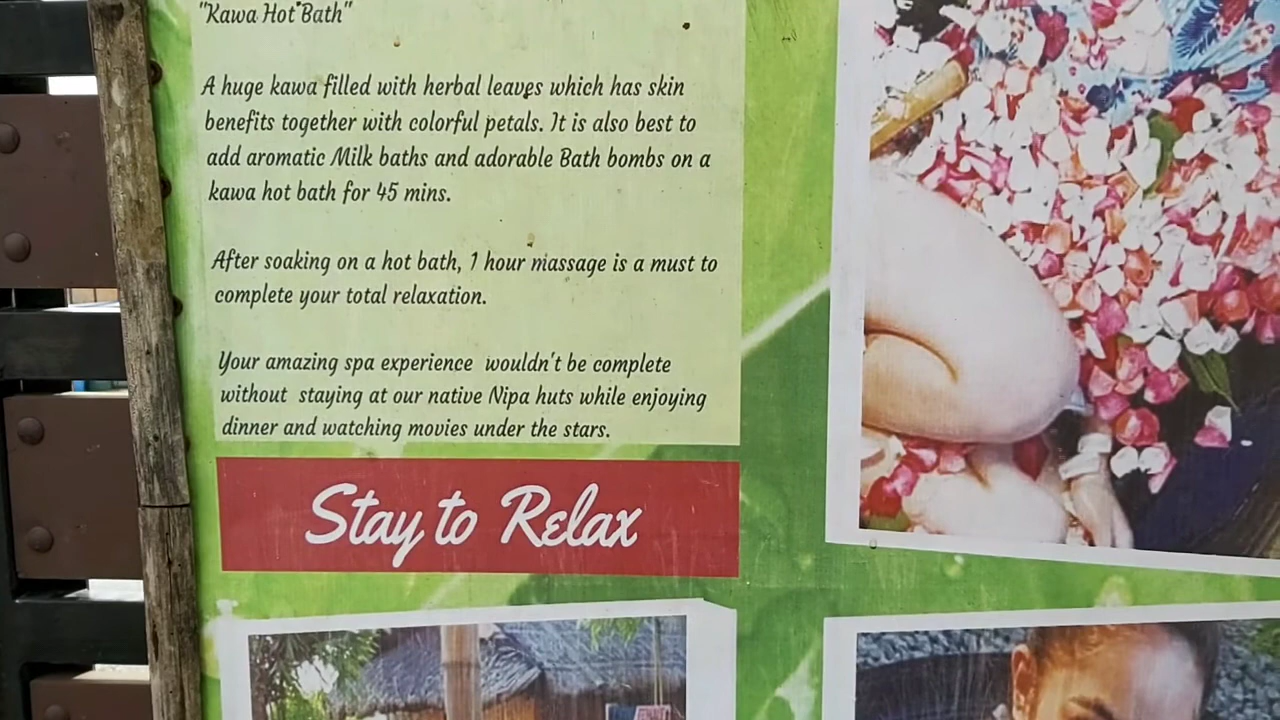 "Kawa Hot Bath"
A huge kawa filled with herbal leaves which has skin
benefits together with colorful petals. It is also best to
add aromatic Milk baths and adorable Bath bombs on a
kawa hot bath for 45 mins.
After soaking on a hot bath, 1 hour massage is a must to
complete your total relaxation.
Your amazing spa experience wouldn't be complete
without staying at our native Nipa huts while enjoying
dinner and watching movies under the stars.
Stay to Relax